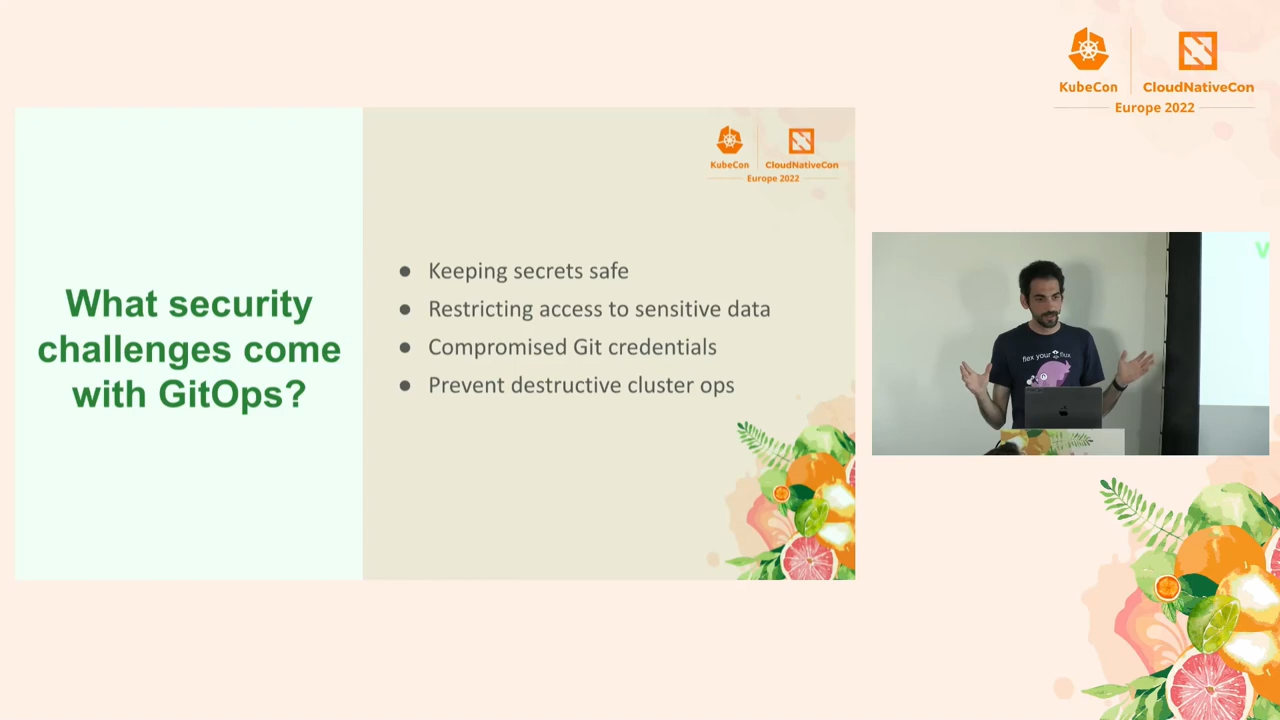 KubeCon
CloudNativeCon
Europe 2022
KubeCon
CloudNativeCon
Europe 2022
What security
challenges come
with GitOps?
● Keeping secrets safe
● Restricting access to sensitive data
● Compromised Git credentials
● Prevent destructive cluster ops
flex your flux